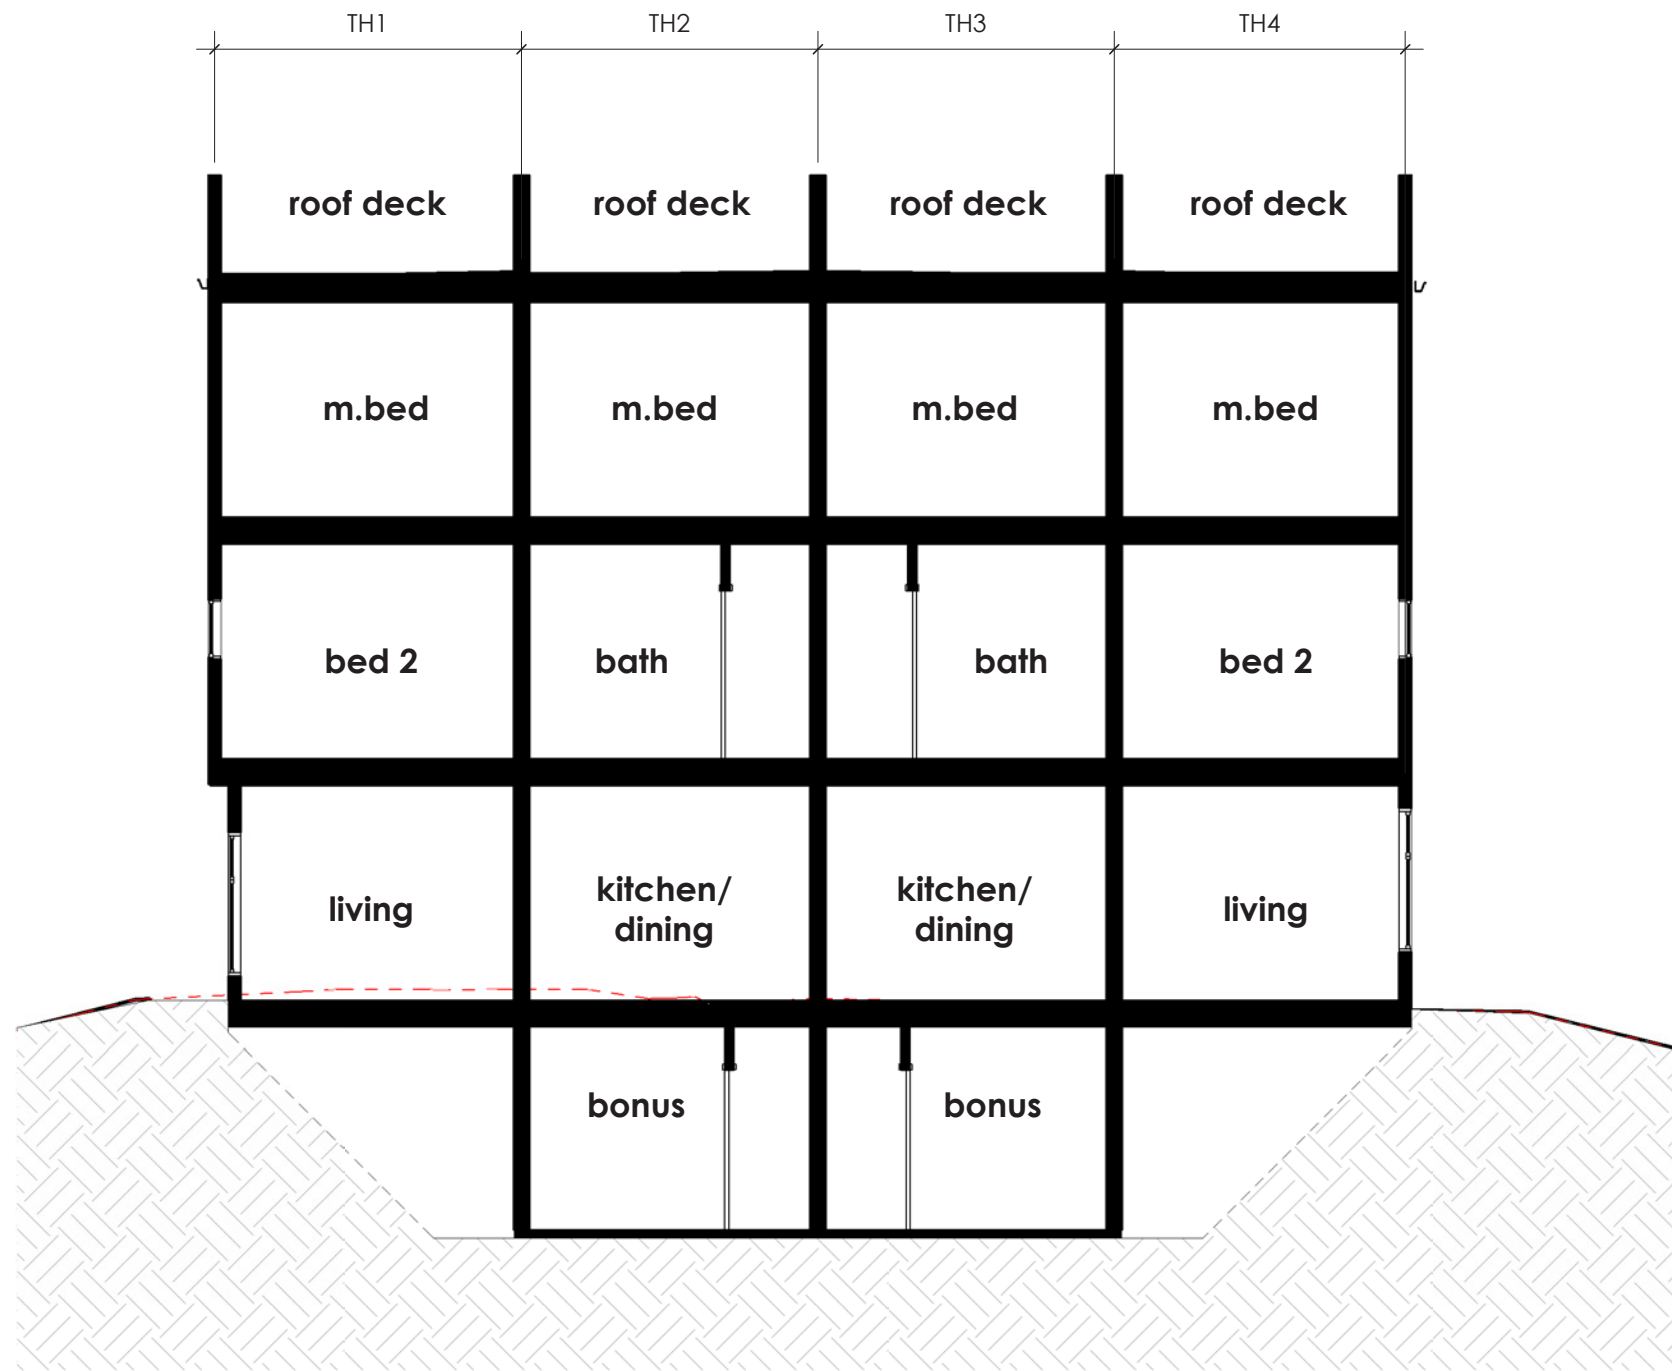 TH1 TH2 TH3 TH4
roof deck roof deck roof deck roof deck
m.bed m.bed m.bed m.bed
bed 2 bath bath bed 2
living kitchen/ kitchen/ living
dining dining
bonus bonus